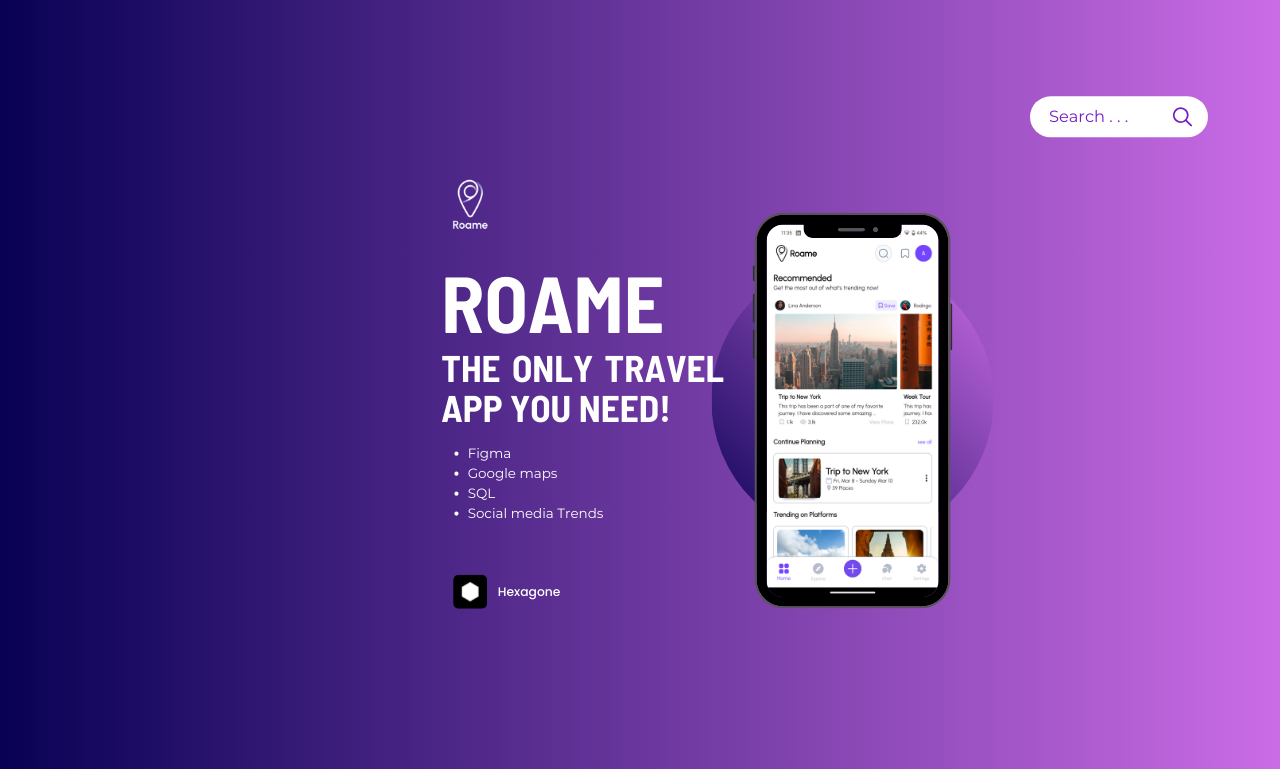 Search . . .
Roame
ROAME
THE ONLY TRAVEL
APP YOU NEED!
• Figma
• Google maps
• SQL
• Social media Trends
Hexagone
11:35
64%
Roame
A
Recommended
Get the most out of what's trending now!
Lina Anderson
Save
Rodrigo
Trip to New York
Week Tour
This trip has been a part of one of my favorite
journey. I have discovered some amazing ...
This trip has
journey. I ha
1.1k
3.1k
View More
232.0k
Continue Planning
see all
Trip to New York
Fri, Mar 8 - Sunday Mar 10
39 Places
Trending on Platforms
Home
Explore
Chat
Settings